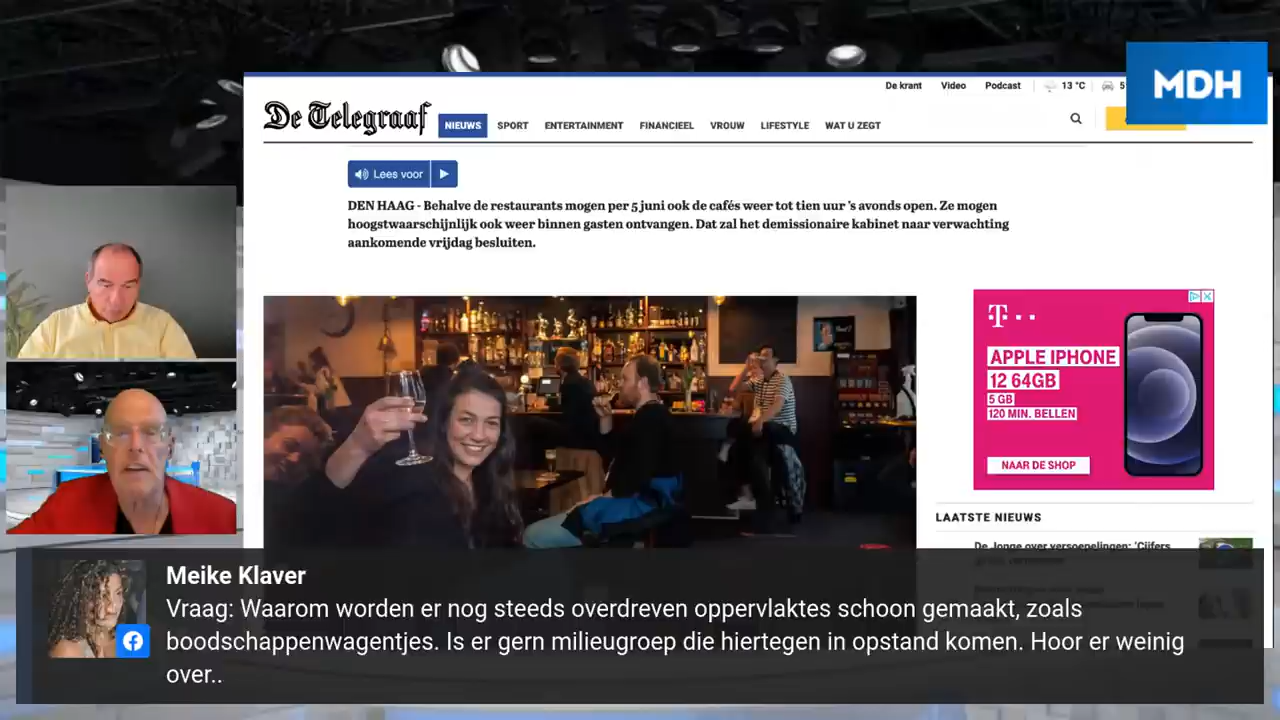 MDH
De krant Video Podcast 13 °C 5
De Telegraaf
NIEUWS SPORT ENTERTAINMENT FINANCIEEL VROUW LIFESTYLE WAT U ZEGT
Lees voor
DEN HAAG - Behalve de restaurants mogen per 5 juni ook de cafés weer tot tien uur 's avonds open. Ze mogen
hoogstwaarschijnlijk ook weer binnen gasten ontvangen. Dat zal het demissionaire kabinet naar verwachting
aankomende vrijdag besluiten.
T
APPLE IPHONE
12 64GB
5 GB
120 MIN. BELLEN
NAAR DE SHOP
LAATSTE NIEUWS
De Jonge over versoepelingen: 'Cijfers
Meike Klaver
Vraag: Waarom worden er nog steeds overdreven oppervlaktes schoon gemaakt, zoals
boodschappenwagentjes. Is er gern milieugroep die hiertegen in opstand komen. Hoor er weinig
over..